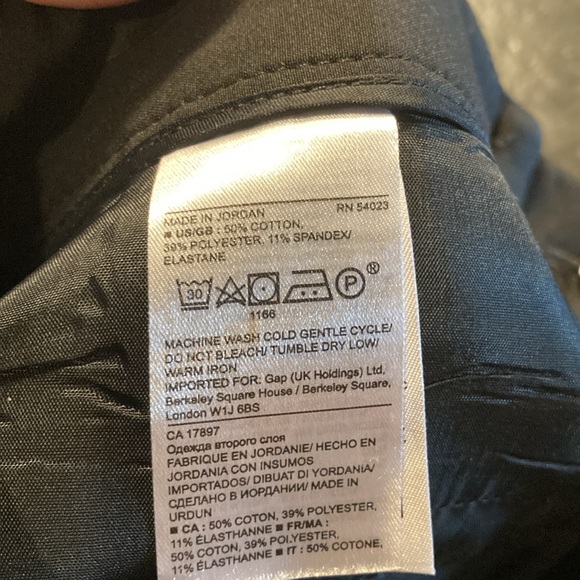 MADE IN JORDAN RN 54023
■ US/GB : 50% COTTON,
39% POLYESTER, 11% SPANDEX/
ELASTANE
30 P ®
1166
MACHINE WASH COLD GENTLE CYCLE/
DO NOT BLEACH/ TUMBLE DRY LOW/
WARM IRON
IMPORTED FOR: Gap (UK Holdings) Ltd,
Berkeley Square House / Berkeley Square,
London W1J 6BS
CA 17897
Одежда второго слоя
FABRIQUE EN JORDANIE/ HECHO EN
JORDANIA CON INSUMOS
IMPORTADOS/ DIBUAT DI YORDANIA/
СДЕЛАНО В ИОРДАНИИ/ MADE IN
URDUN
■ CA : 50% COTON, 39% POLYESTER,
11% ÉLASTHANNE ■ FR/MA :
50% COTON, 39% POLYESTER,
11% ÉLASTHANNE ■ IT : 50% COTONE,